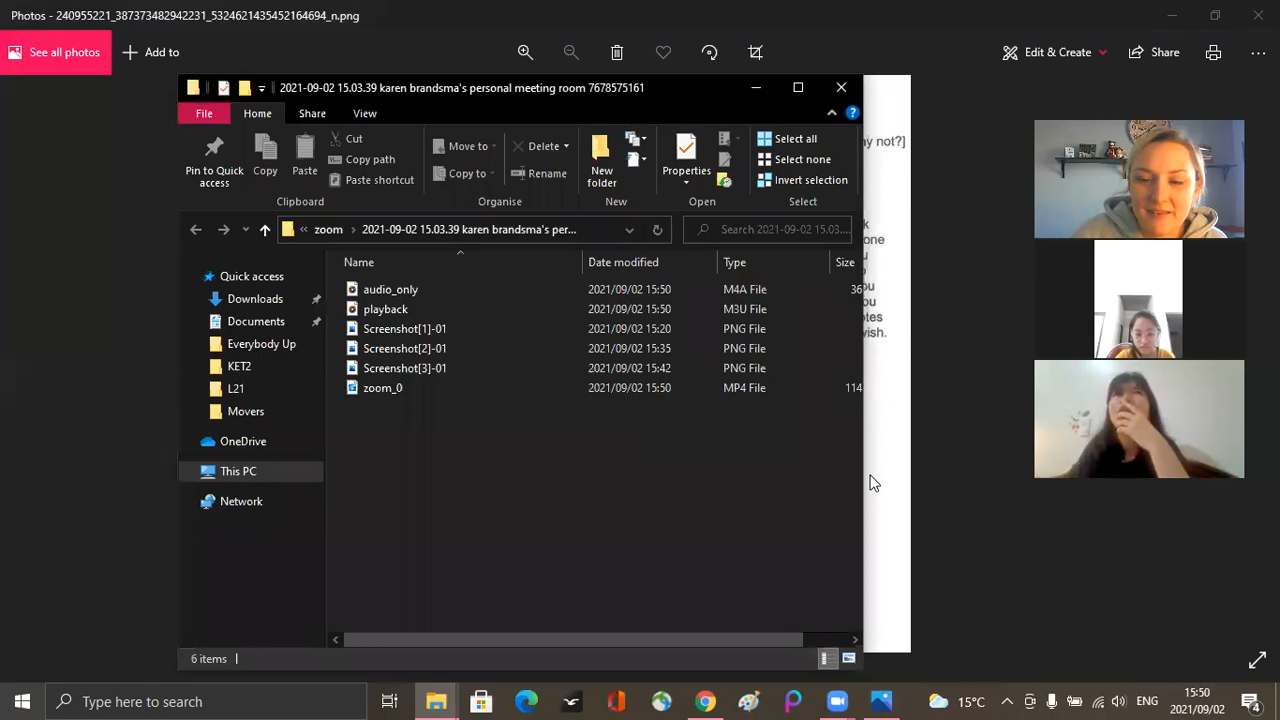 Photos - 240955221_387373482942231_5324621435452164694_n.png
See all photos
Add to
Edit & Create
Share
2021-09-02 15.03.39 karen brandsma's personal meeting room 7678575161
File
Home
Share
View
Pin to Quick access
Copy
Paste
Cut
Copy path
Paste shortcut
Clipboard
Move to
Copy to
Delete
Rename
Organise
New folder
New
Properties
Open
Select all
Select none
Invert selection
Select
zoom
2021-09-02 15.03.39 karen brandsma's per...
Search 2021-09-02 15.03....
Name
Date modified
Type
Size
audio_only 2021/09/02 15:50 M4A File 36
playback 2021/09/02 15:50 M3U File
Screenshot[1]-01 2021/09/02 15:20 PNG File
Screenshot[2]-01 2021/09/02 15:35 PNG File
Screenshot[3]-01 2021/09/02 15:42 PNG File
zoom_0 2021/09/02 15:50 MP4 File 114
Quick access
Downloads
Documents
Everybody Up
KET2
L21
Movers
OneDrive
This PC
Network
6 items
ny not?]
k
one
u
you
ou
otes
vish.
Type here to search
15°C
ENG
15:50
2021/09/02
4